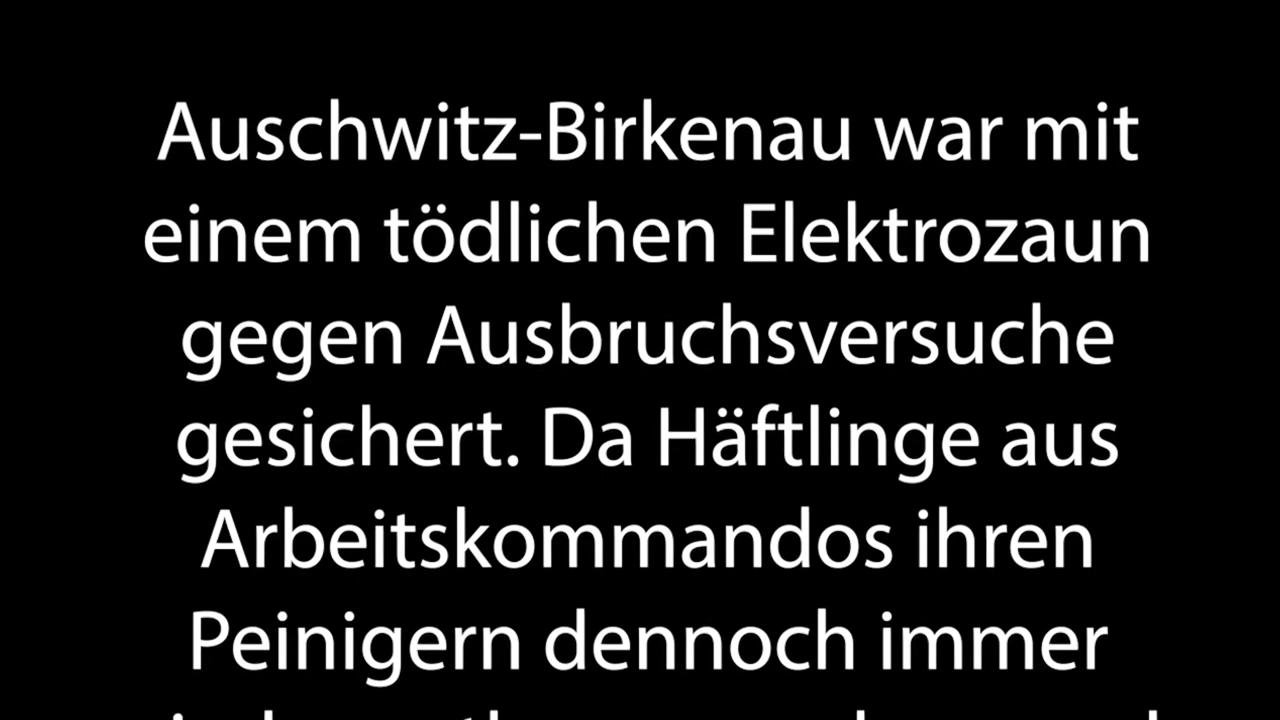 Auschwitz-Birkenau war mit
einem tödlichen Elektrozaun
gegen Ausbruchsversuche
gesichert. Da Häftlinge aus
Arbeitskommandos ihren
Peinigern dennoch immer